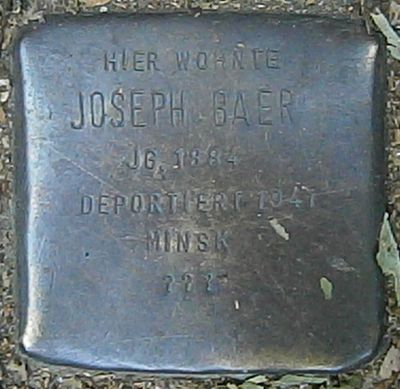 HIER WOHNTE
JOSEPH BAER
JG. 1884
DEPORTIERT 1941
MINSK
???